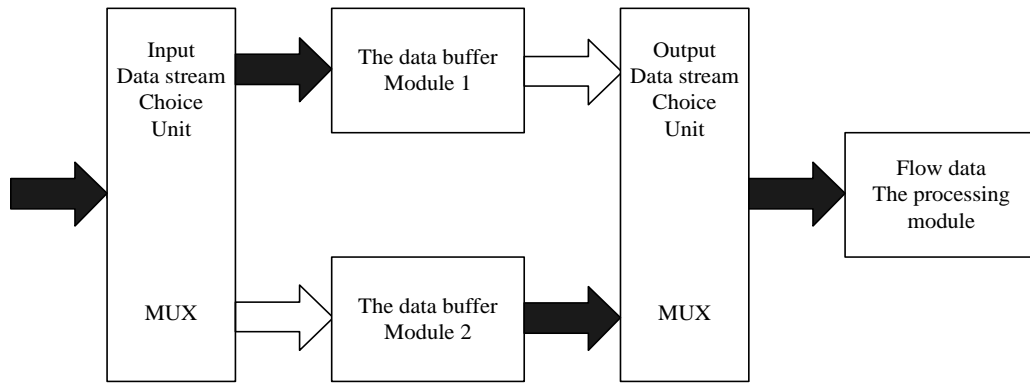 Input
Data stream
Choice
Unit
MUX
The data buffer
Module 1
The data buffer
Module 2
Output
Data stream
Choice
Unit
MUX
Flow data
The processing
module